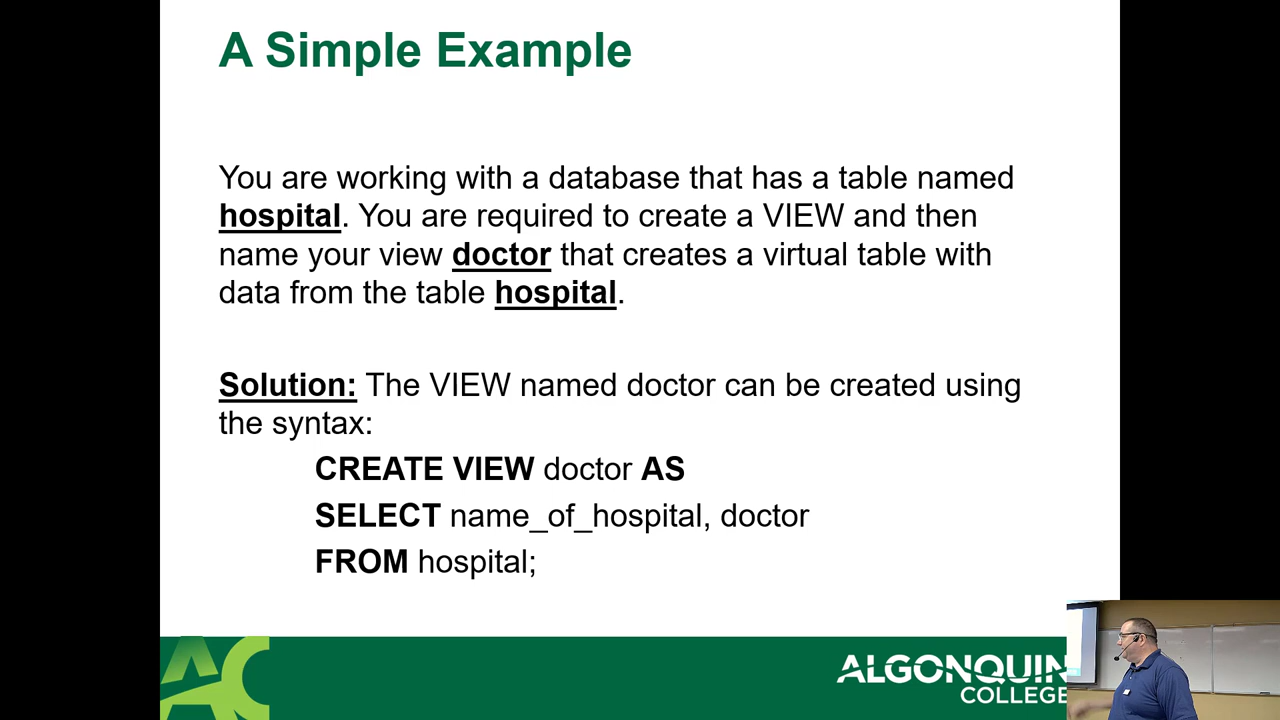 A Simple Example
You are working with a database that has a table named
hospital. You are required to create a VIEW and then
name your view doctor that creates a virtual table with
data from the table hospital.
Solution: The VIEW named doctor can be created using
the syntax:
CREATE VIEW doctor AS
SELECT name_of_hospital, doctor
FROM hospital;
AC
ALGONQUIN
COLLEGE